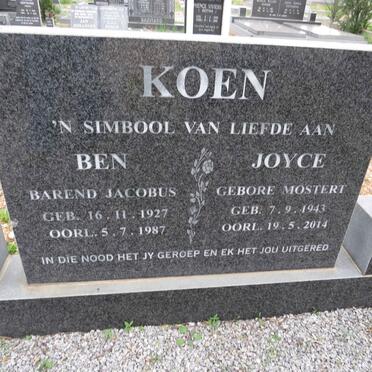 KOEN
'N SIMBOOL VAN LIEFDE AAN
BEN
BAREND JACOBUS
GEB. 16. 11. 1927
OORL. 5. 7. 1987
JOYCE
GEBORE MOSTERT
GEB. 7. 9. 1943
OORL. 19. 5. 2014
IN DIE NOOD HET JY GEROEP EN EK HET JOU UITGERED